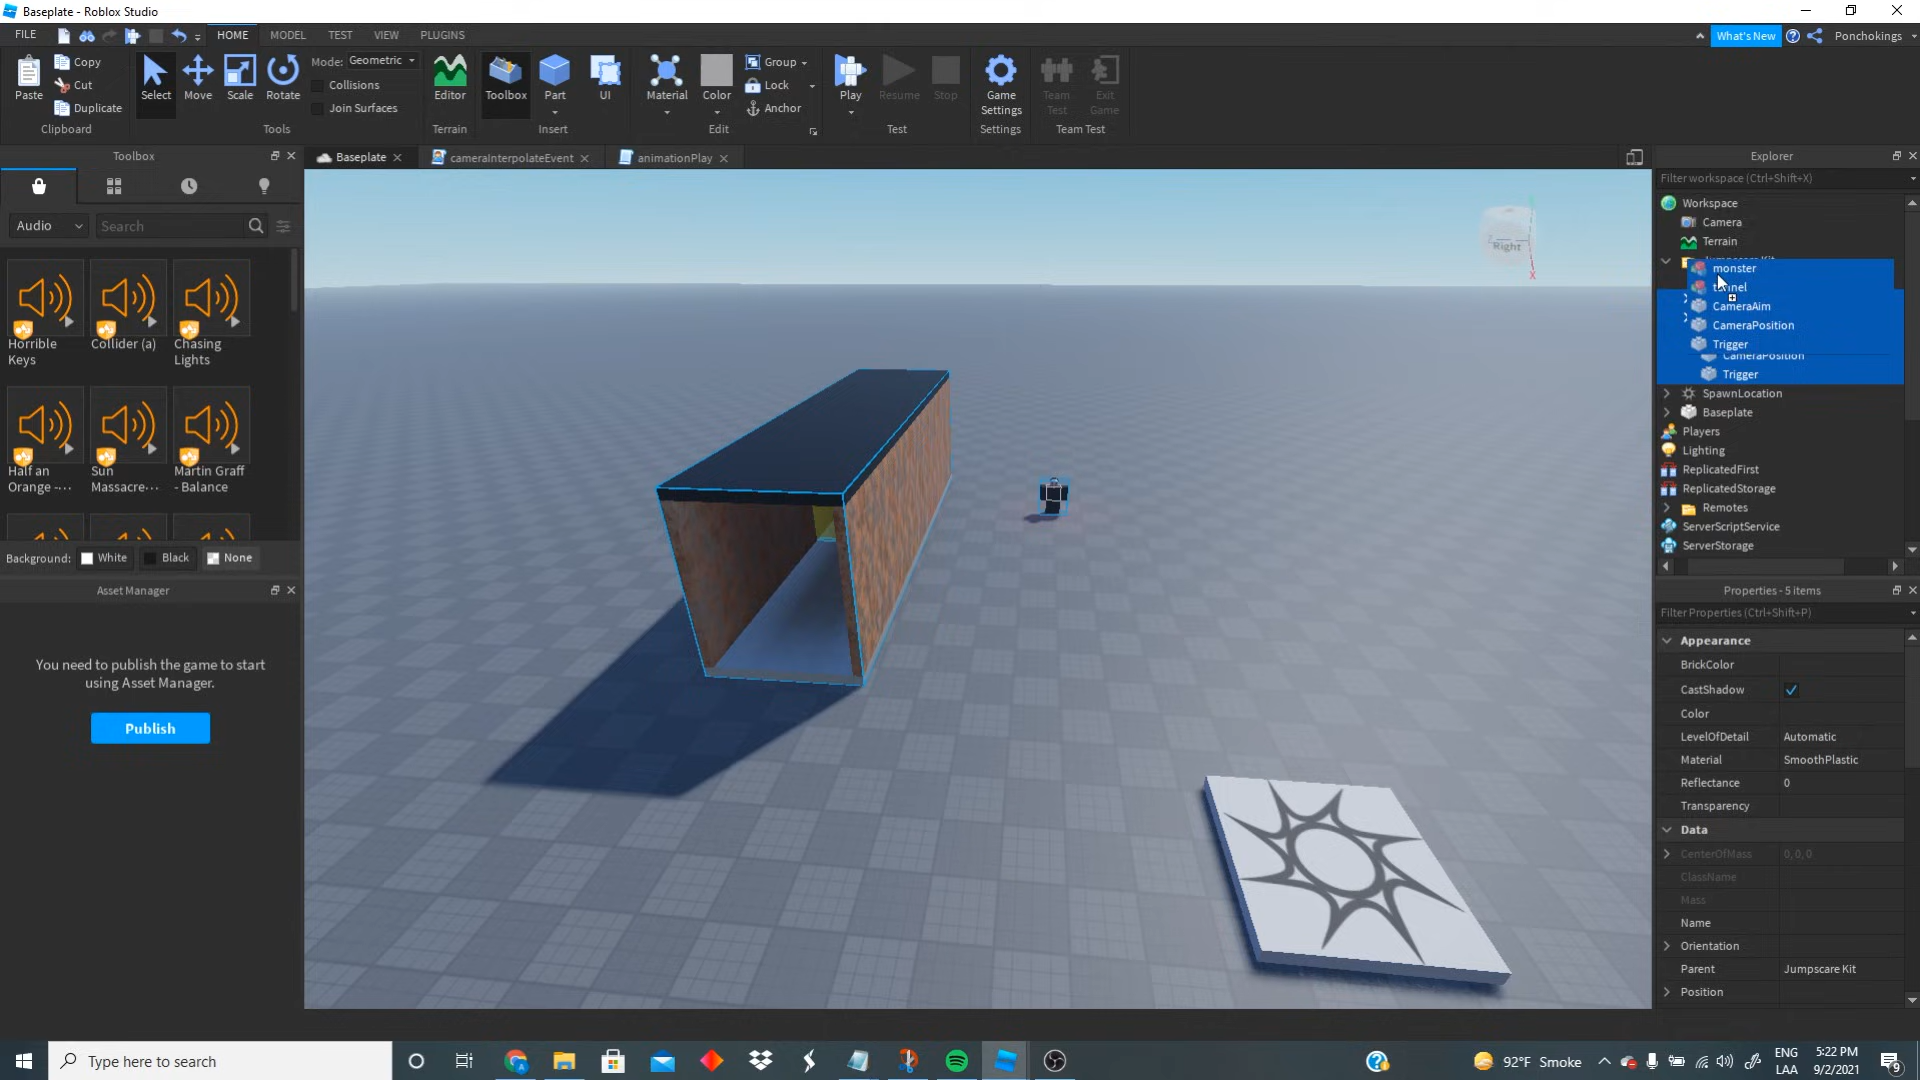 Baseplate - Roblox Studio
FILE HOME MODEL TEST VIEW PLUGINS
What's New Ponchokings
Paste Copy Cut Duplicate
Select Move Scale Rotate
Mode: Geometric
Collisions
Join Surfaces
Editor Toolbox Part UI
Material Color Group Lock Anchor
Play Resume Stop
Game Settings
Team Test
Exit Game
Clipboard Tools Terrain Insert Edit Test Settings Team Test
Toolbox
Baseplate cameraInterpolateEvent animationPlay
Audio Search
Horrible Keys
Collider (a)
Chasing Lights
Half an Orange -...
Sun Massacre...
Martin Graff - Balance
Background: White Black None
Asset Manager
You need to publish the game to start
using Asset Manager.
Publish
Right
Z
X
Explorer
Filter workspace (Ctrl+Shift+X)
Workspace
Camera
Terrain
monster
CameraAim
CameraPosition
Trigger
CameraPosition
Trigger
SpawnLocation
Baseplate
Players
Lighting
ReplicatedFirst
ReplicatedStorage
Remotes
ServerScriptService
ServerStorage
Properties - 5 items
Filter Properties (Ctrl+Shift+P)
Appearance
BrickColor
CastShadow
Color
LevelOfDetail Automatic
Material SmoothPlastic
Reflectance 0
Transparency
Data
CenterOfMass 0, 0, 0
ClassName
Mass
Name
Orientation
Parent Jumpscare Kit
Position
Type here to search
92°F Smoke
ENG
LAA
5:22 PM
9/2/2021
9